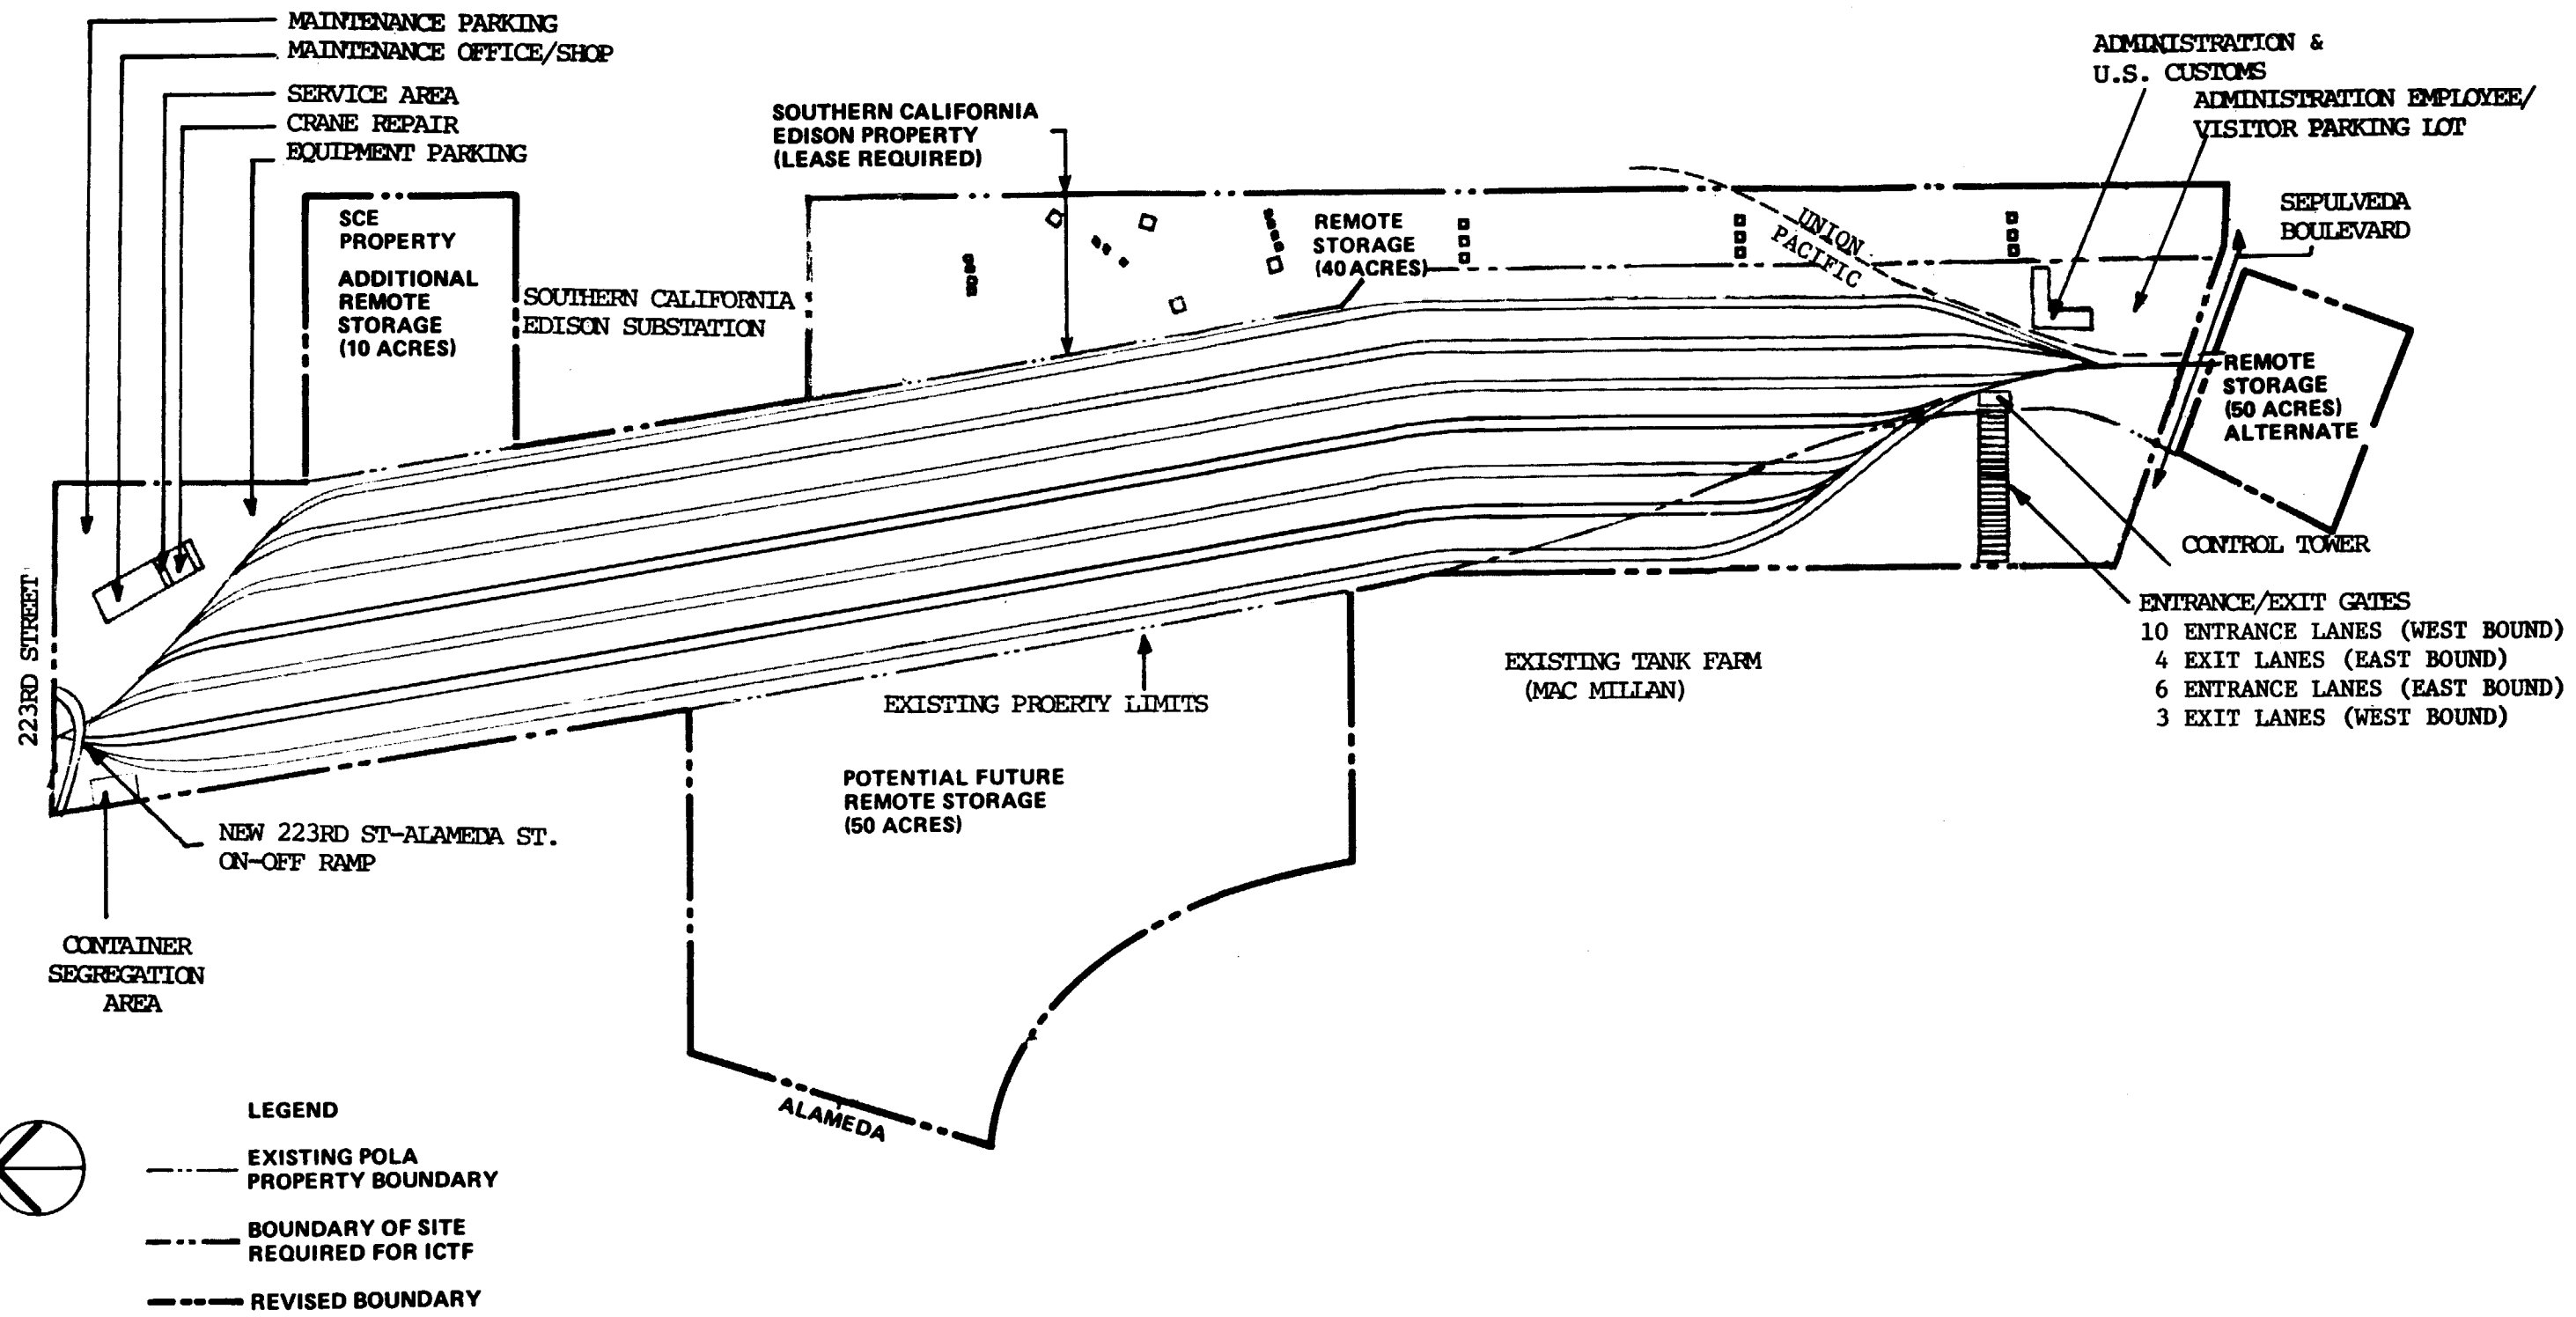 MAINTENANCE PARKING
MAINTENANCE OFFICE/SHOP
SERVICE AREA
CRANE REPAIR
EQUIPMENT PARKING
SCE
PROPERTY
ADDITIONAL
REMOTE
STORAGE
(10 ACRES)
SOUTHERN CALIFORNIA
EDISON SUBSTATION
SOUTHERN CALIFORNIA
EDISON PROPERTY
(LEASE REQUIRED)
REMOTE
STORAGE
(40 ACRES)
UNION
PACIFIC
ADMINISTRATION &
U.S. CUSTOMS
ADMINISTRATION EMPLOYEE/
VISITOR PARKING LOT
SEPULVEDA
BOULEVARD
REMOTE
STORAGE
(50 ACRES)
ALTERNATE
CONTROL TOWER
ENTRANCE/EXIT GATES
10 ENTRANCE LANES (WEST BOUND)
4 EXIT LANES (EAST BOUND)
6 ENTRANCE LANES (EAST BOUND)
3 EXIT LANES (WEST BOUND)
EXISTING TANK FARM
(MAC MILLAN)
EXISTING PROERTY LIMITS
223RD STREET
POTENTIAL FUTURE
REMOTE STORAGE
(50 ACRES)
NEW 223RD ST-ALAMEDA ST.
ON-OFF RAMP
CONTAINER
SEGREGATION
AREA
ALAMEDA
LEGEND
EXISTING POLA
PROPERTY BOUNDARY
BOUNDARY OF SITE
REQUIRED FOR ICTF
REVISED BOUNDARY